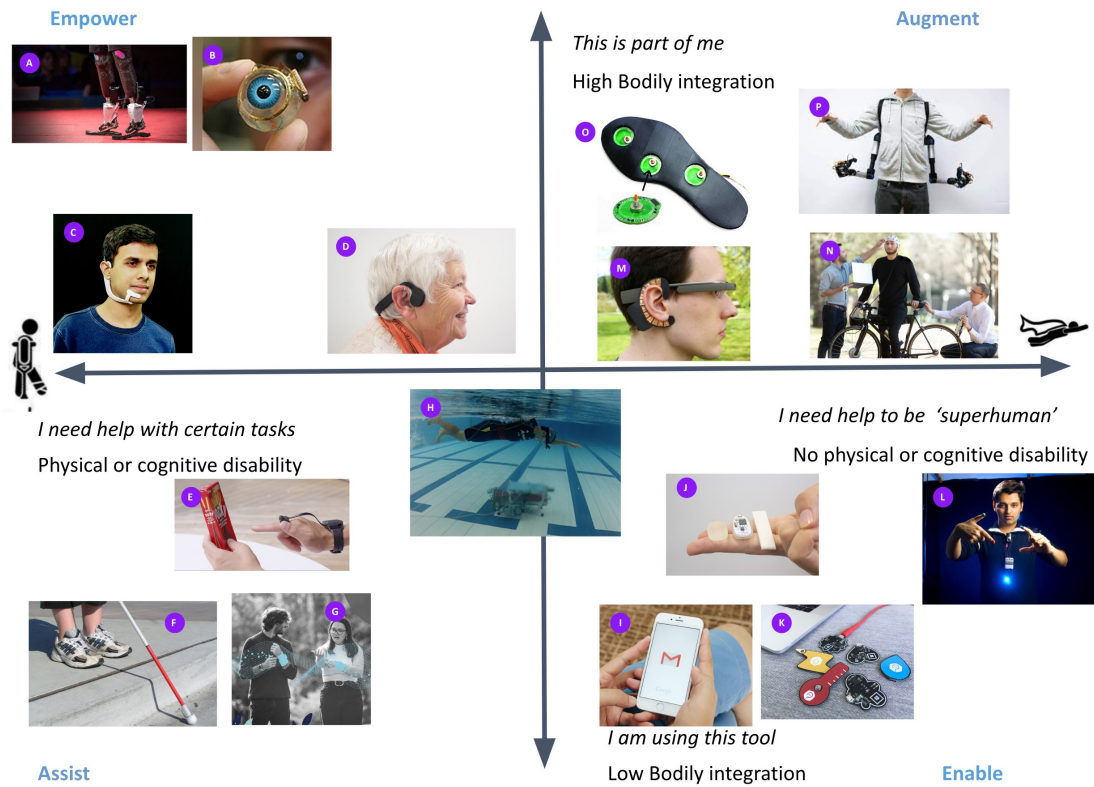 Empower
Augment
This is part of me
High Bodily integration
A
B
P
O
C
D
M
N
I need help with certain tasks
Physical or cognitive disability
H
I need help to be ‘superhuman’
No physical or cognitive disability
E
J
L
F
G
I
K
I am using this tool
Low Bodily integration
Assist
Enable